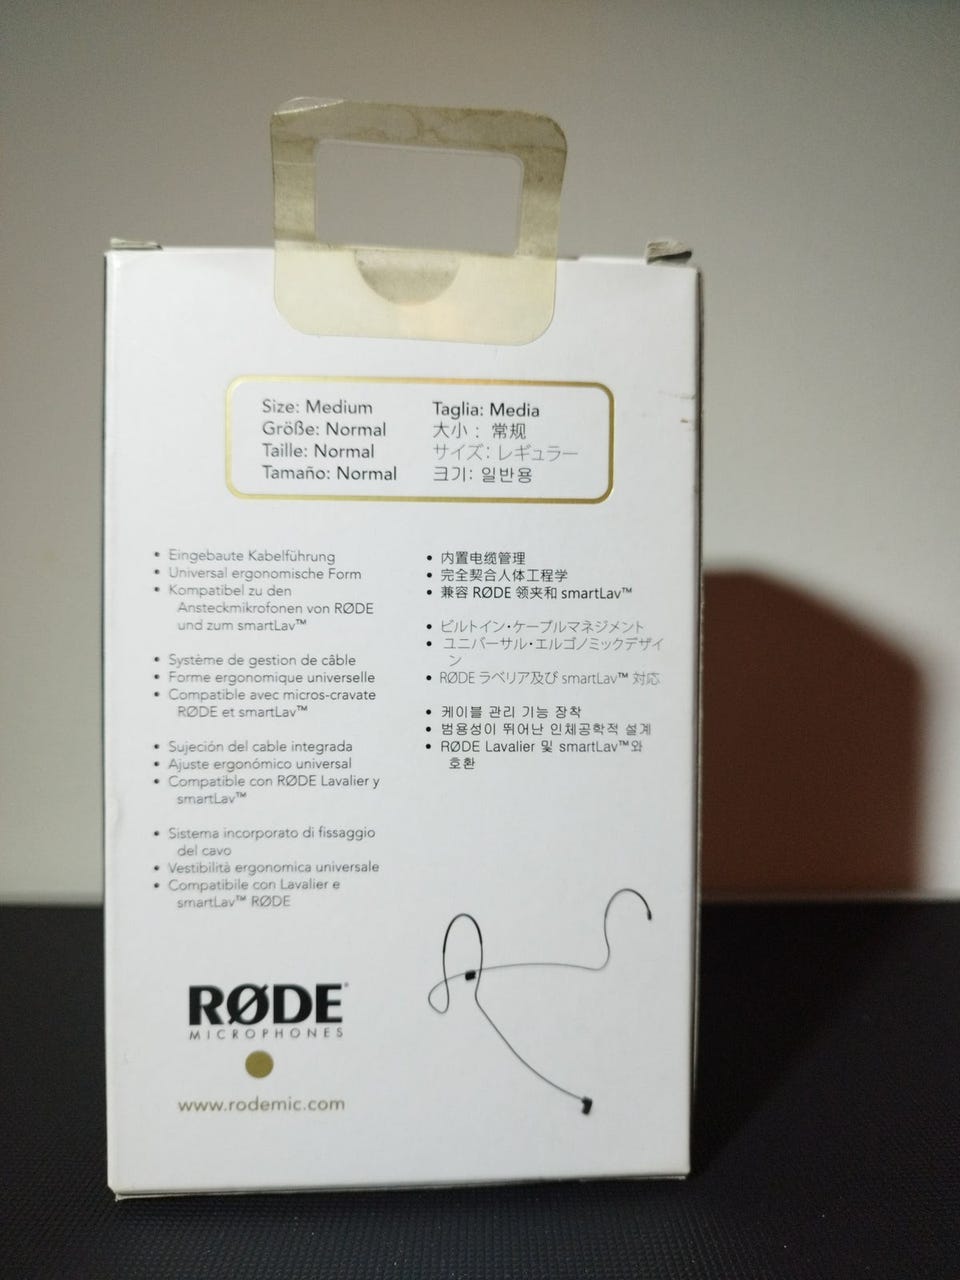 Size: Medium
Größe: Normal
Taille: Normal
Tamaño: Normal
Taglia: Media
大小： 常规
サイズ: レギュラー
크기: 일반용
• Eingebaute Kabelführung
• Universal ergonomische Form
• Kompatibel zu den
Ansteckmikrofonen von RØDE
und zum smartLav™
• Système de gestion de câble
• Forme ergonomique universelle
• Compatible avec micros-cravate
RØDE et smartLav™
• Sujeción del cable integrada
• Ajuste ergonómico universal
• Compatible con RØDE Lavalier y
smartLav™
• Sistema incorporato di fissaggio
del cavo
• Vestibilità ergonomica universale
• Compatibile con Lavalier e
smartLav™ RØDE
• 内置电缆管理
• 完全契合人体工程学
• 兼容 RØDE 领夹和 smartLav™
• ビルトイン・ケーブルマネジメント
• ユニバーサル・エルゴノミックデザイ
ン
• RØDE ラベリア及び smartLav™ 対応
• 케이블 관리 기능 장착
• 범용성이 뛰어난 인체공학적 설계
• RØDE Lavalier 및 smartLav™와
호환
RØDE
MICROPHONES
www.rodemic.com